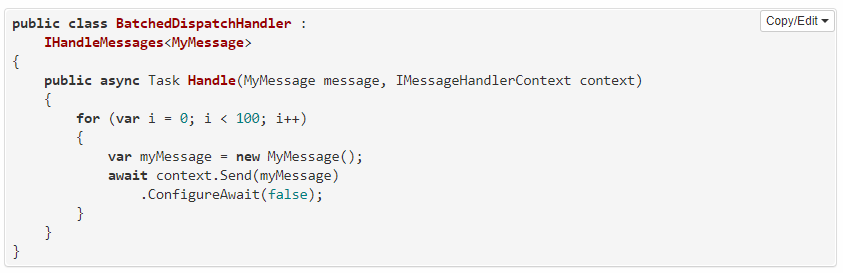 Copy/Edit
public class BatchedDispatchHandler :
    IHandleMessages<MyMessage>
{
    public async Task Handle(MyMessage message, IMessageHandlerContext context)
    {
        for (var i = 0; i < 100; i++)
        {
            var myMessage = new MyMessage();
            await context.Send(myMessage)
                .ConfigureAwait(false);
        }
    }
}